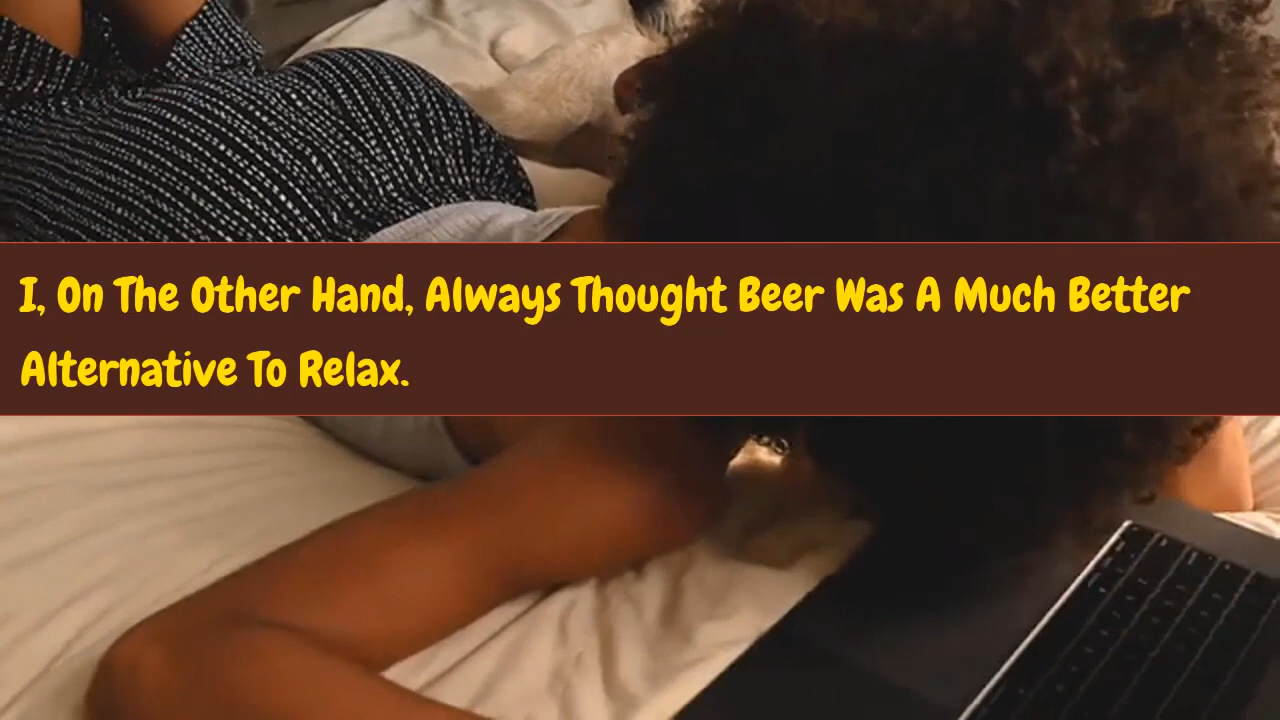 I, On The Other Hand, Always Thought Beer Was A Much Better
Alternative To Relax.